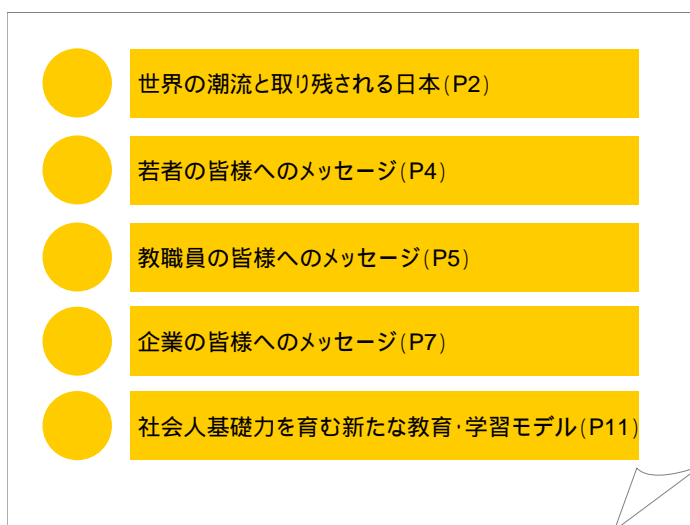 世界の潮流と取り残される日本(P2)
若者の皆様へのメッセージ(P4)
教職員の皆様へのメッセージ(P5)
企業の皆様へのメッセージ(P7)
社会人基礎力を育む新たな教育・学習モデル(P11)